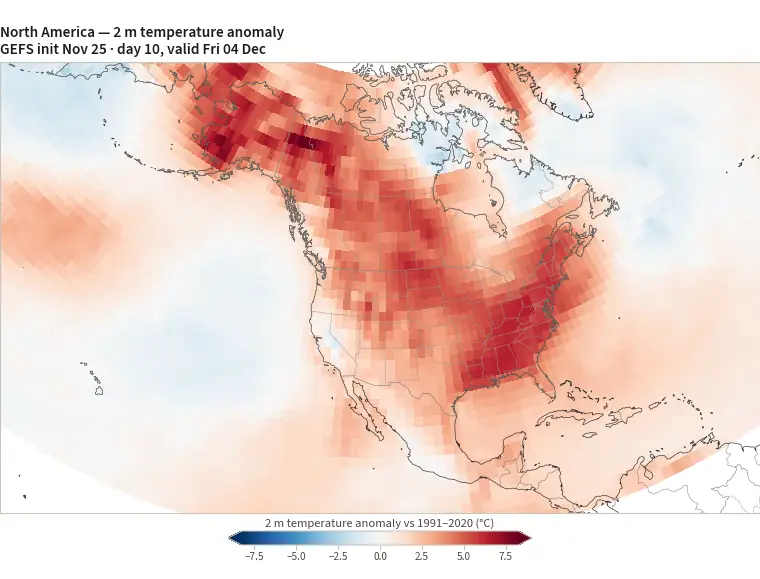 North America — 2 m temperature anomaly
GEFS init Nov 25 · day 10, valid Fri 04 Dec
2 m temperature anomaly vs 1991–2020 (°C)
−7.5 −5.0 −2.5 0.0 2.5 5.0 7.5